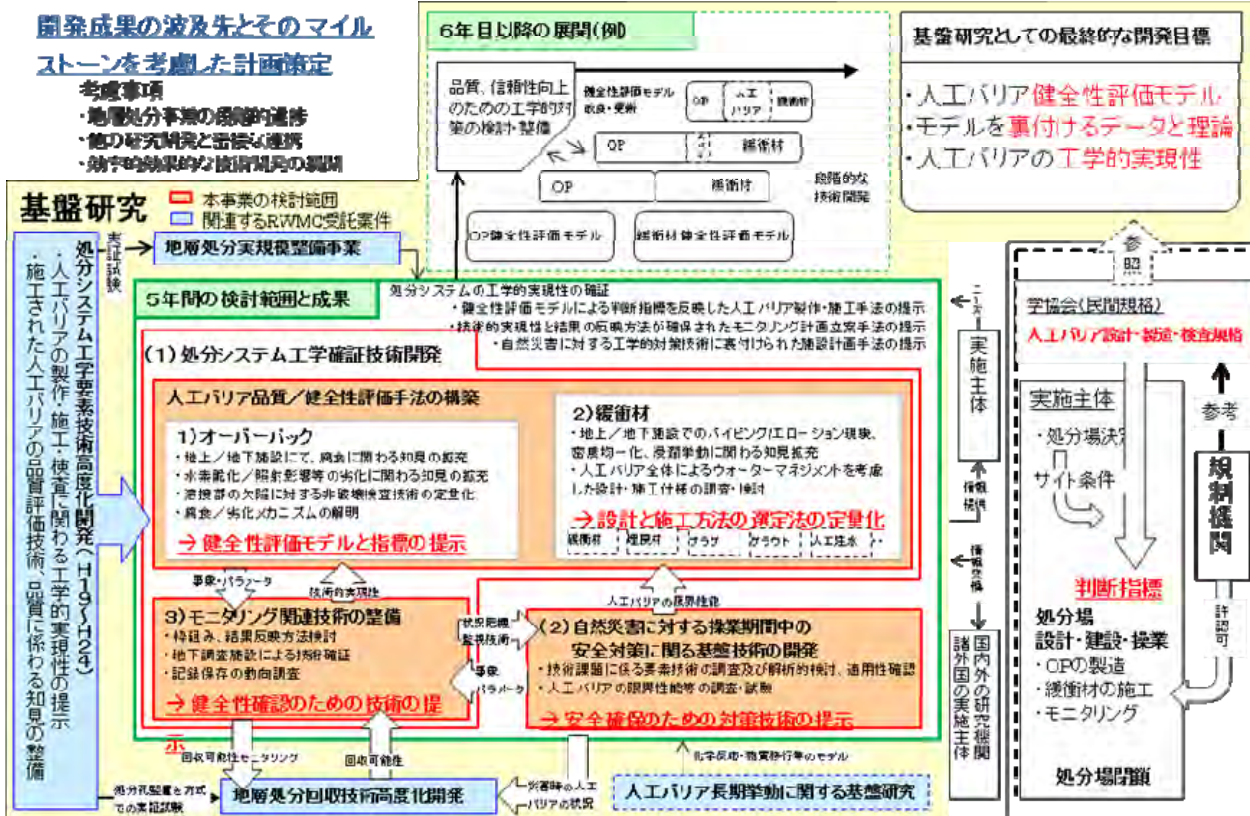 開発成果の波及先とそのマイル
ストーンを考慮した計画策定
考慮事項
・地層処分事業の段階的進捗
・他の研究開発と密接な連携
・効率的効果的な技術開発の展開
6年目以降の展開(例)
品質、信頼性向上
のための工学的対
策の検討・整備
健全性評価モデル
改良・更新
OP
人工
バリア
緩衝材
OP
緩衝材
OP
緩衝材
段階的な
技術開発
OP健全性評価モデル
緩衝材健全性評価モデル
基盤研究としての最終的な開発目標
・人工バリア健全性評価モデル
・モデルを裏付けるデータと理論
・人工バリアの工学的実現性
基盤研究
本事業の検討範囲
関連するRWMC受託案件
処分システム工学要素技術高度化開発(H19~H24)
・人工バリアの製作・施工・検査に関わる工学的実現性の提示
・施工された人工バリアの品質評価技術、品質に係わる知見の整備
実証試験
地層処分実規模整備事業
5年間の検討範囲と成果
処分システムの工学的実現性の確証
・健全性評価モデルによる判断指標を反映した人工バリア製作・施工手法の提示
・技術的実現性と結果の反映方法が確保されたモニタリング計画立案手法の提示
・自然災害に対する工学的対策技術に裏付けられた施設計画手法の提示
(1)処分システム工学確証技術開発
人工バリア品質/健全性評価手法の構築
1)オーバーパック
・地上/地下施設にて、腐食に関わる知見の拡充
・水素脆化/照射影響等の劣化に関わる知見の拡充
・溶接部の欠陥に対する非破壊検査技術の定量化
・腐食/劣化メカニズムの解明
→健全性評価モデルと指標の提示
2)緩衝材
・地上/地下施設でのパイピング/エロージョン現象、
密度均一化、浸潤挙動に関わる知見拡充
・人工バリア全体によるウォーターマネジメントを考慮
した設計・施工仕様の調査・検討
→設計と施工方法の選定法の定量化
緩衝材
埋戻材
プラグ
グラウト
人工注水
事象・パラメータ
技術的実現性
人工バリアの限界性能
3)モニタリング関連技術の整備
・枠組み、結果反映方法検討
・地下調査施設による技術確証
・記録保存の動向調査
→健全性確認のための技術の提
示
状況把握
監視技術
事象
パラメータ
(2)自然災害に対する操業期間中の
安全対策に関る基盤技術の開発
・技術課題に係る要素技術の調査及び解析的検討、適用性確認
・人工バリアの限界性能等の調査・試験
→安全確保のための対策技術の提示
回収可能性モニタリング
回収可能性
化学反応・物質移行等のモデル
処分孔竪置き方式
での実証試験
地層処分回収技術高度化開発
災害時の人工
バリアの状況
人工バリア長期挙動に関する基盤研究
ニーズ
実施主体
情報提供
情報交換
国内外の研究機関
諸外国の実施主体
参照
学協会(民間規格)
人工バリア設計・製造・検査規格
実施主体
・処分場決定
サイト条件
判断指標
処分場
設計・建設・操業
・OPの製造
・緩衝材の施工
・モニタリング
処分場閉鎖
参考
規制機関
許認可